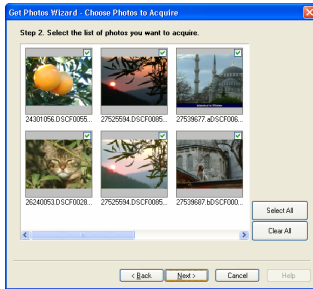 Get Photos Wizard - Choose Photos to Acquire
Step 2. Select the list of photos you want to acquire.
24301056.DSCF0055...
27525594.DSCF0085...
27539677.aDSCF006...
26240053.DSCF0028...
27525594.DSCF0085...
27539687.bDSCF000...
Select All
Clear All
< Back
Next >
Cancel
Help